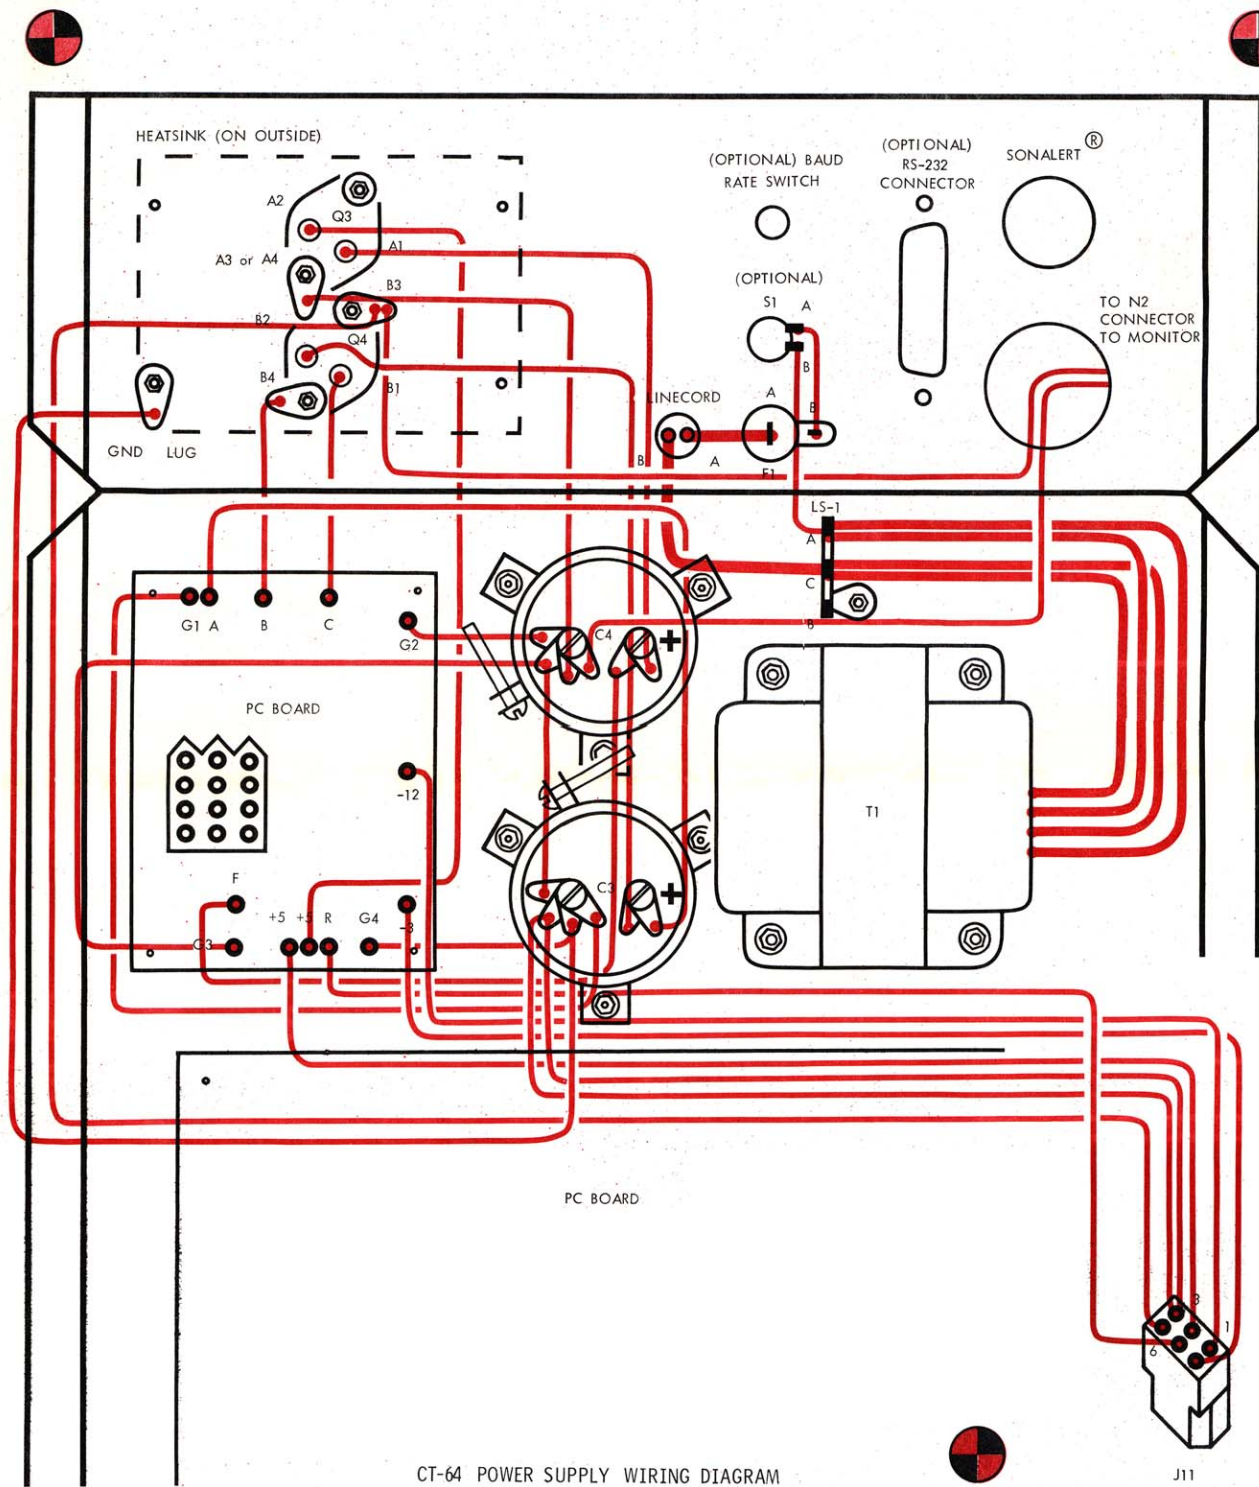 HEATSINK (ON OUTSIDE)
(OPTIONAL) BAUD
RATE SWITCH
(OPTIONAL)
RS-232
CONNECTOR
SONALERT ®
A2
Q3
A1
A3 or A4
B3
B2
Q4
B4
B1
(OPTIONAL)
S1 A
B
TO N2
CONNECTOR
TO MONITOR
LINECORD
A
B
B
A
F1
GND LUG
LS-1
A
C
B
G1 A B C
G2
C4 +
PC BOARD
-12
T1
F
C3 +
+5 +5 R G4
-3
G3
PC BOARD
3
1
6
CT-64 POWER SUPPLY WIRING DIAGRAM
J11